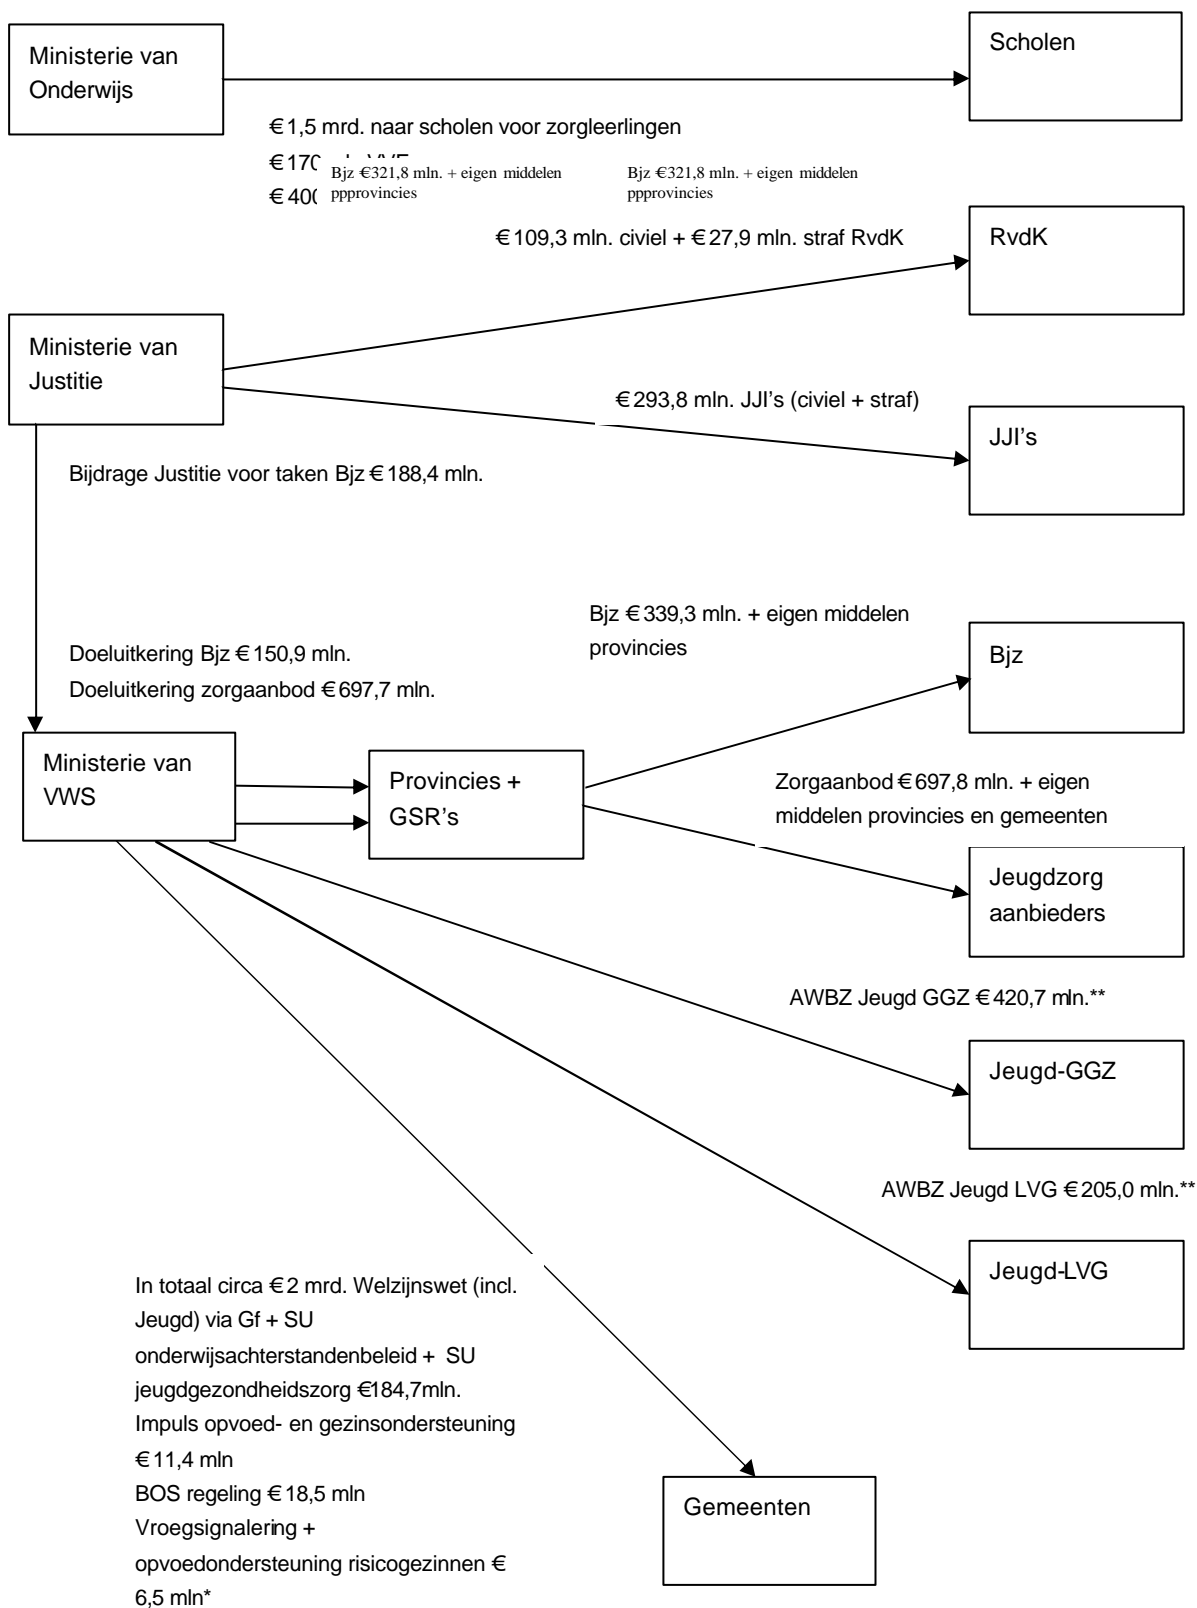 Ministerie van
Onderwijs
Scholen
€ 1,5 mrd. naar scholen voor zorgleerlingen
€ 170
€ 400
Bjz €321,8 mln. + eigen middelen
ppprovincies
Bjz €321,8 mln. + eigen middelen
ppprovincies
€ 109,3 mln. civiel + € 27,9 mln. straf RvdK
RvdK
Ministerie van
Justitie
€ 293,8 mln. JJI's (civiel + straf)
JJI's
Bijdrage Justitie voor taken Bjz € 188,4 mln.
Bjz € 339,3 mln. + eigen middelen
provincies
Doeluitkering Bjz € 150,9 mln.
Doeluitkering zorgaanbod € 697,7 mln.
Bjz
Ministerie van
VWS
Provincies +
GSR's
Zorgaanbod € 697,8 mln. + eigen
middelen provincies en gemeenten
Jeugdzorg
aanbieders
AWBZ Jeugd GGZ € 420,7 mln.**
Jeugd-GGZ
AWBZ Jeugd LVG € 205,0 mln.**
Jeugd-LVG
In totaal circa € 2 mrd. Welzijnswet (incl.
Jeugd) via Gf + SU
onderwijsachterstandenbeleid + SU
jeugdgezondheidszorg €184,7mln.
Impuls opvoed- en gezinsondersteuning
€ 11,4 mln
BOS regeling € 18,5 mln
Vroegsignalering +
opvoedondersteuning risicogezinnen €
6,5 mln*
Gemeenten